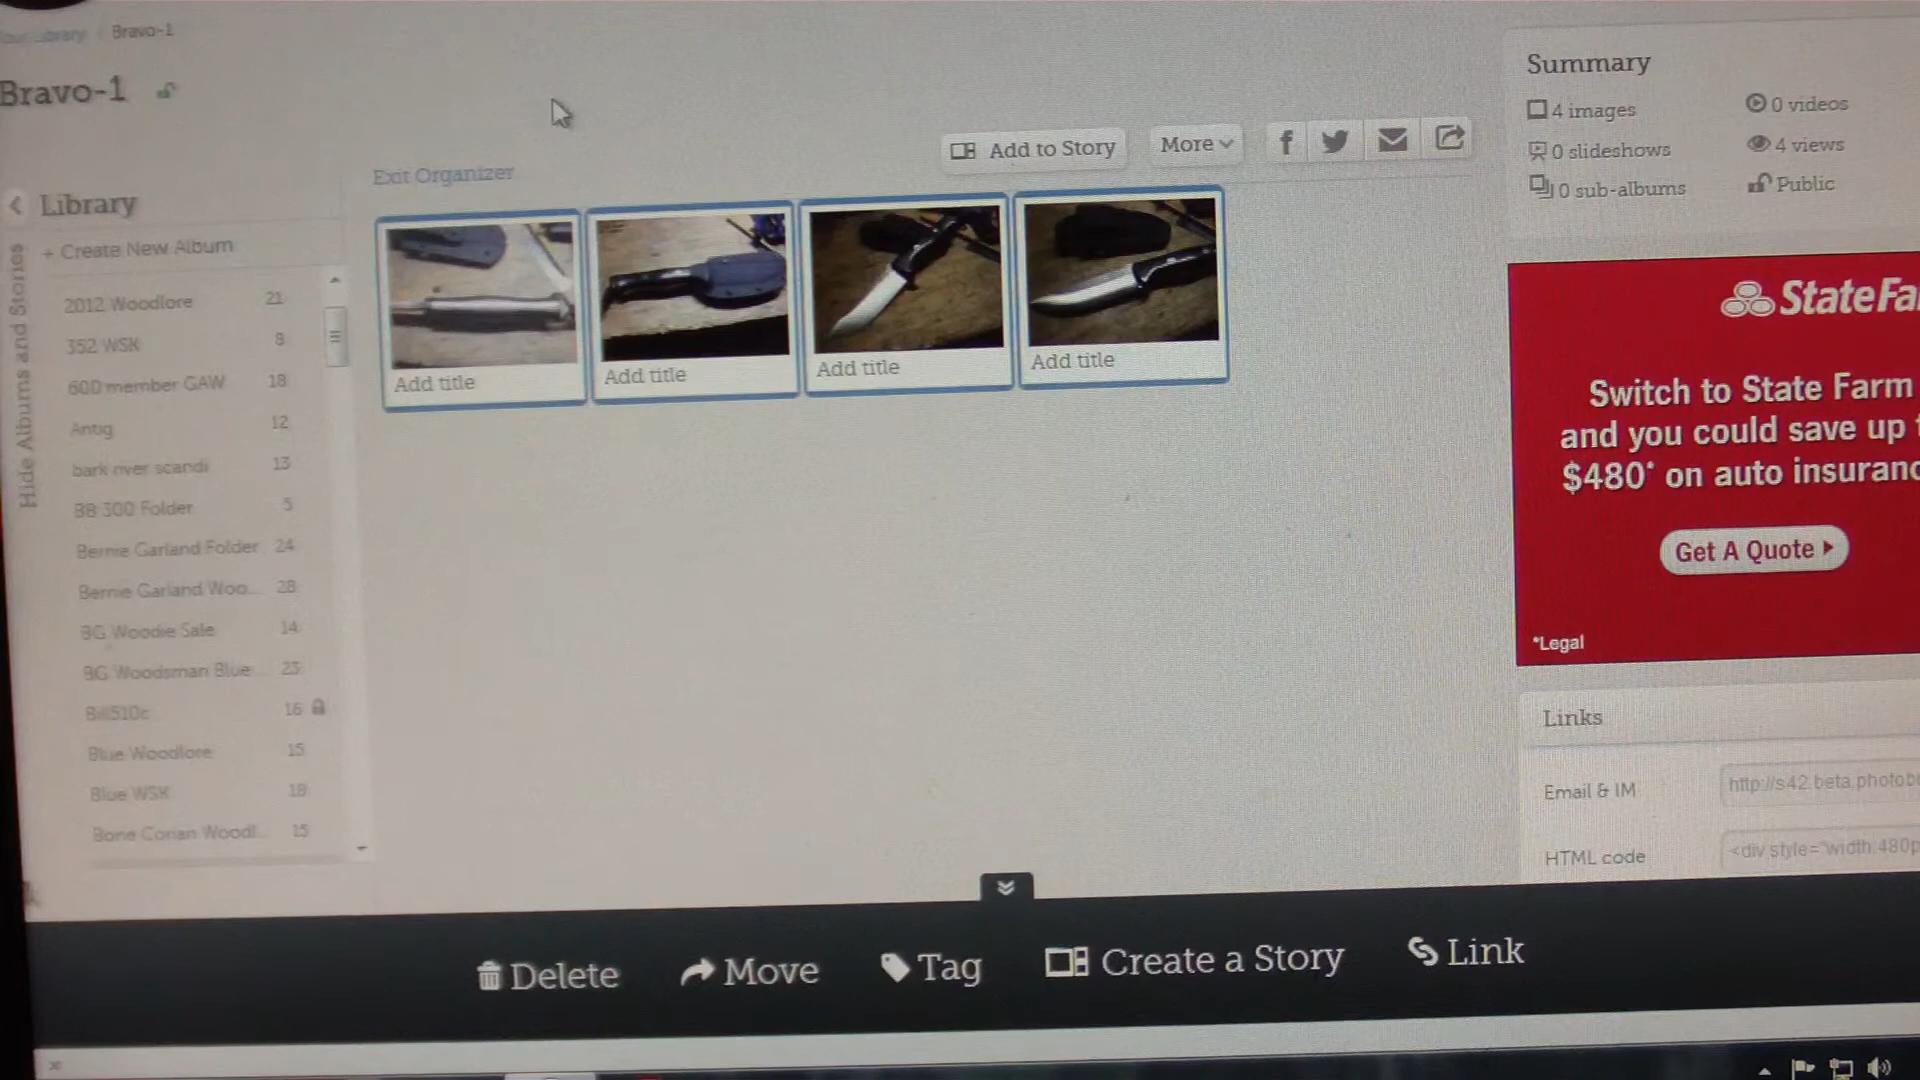 Your Library / Bravo-1
Bravo-1
Exit Organizer
Add to Story
More
Library
+ Create New Album
2012 Woodlore 21
352 WSK 8
600 member GAW 18
Antig 12
bark river scandi 13
BB 300 Folder 5
Bernie Garland Folder 24
Bernie Garland Woo... 28
BG Woodie Sale 14
BG Woodsman Blue... 23
Bill510c 16
Blue Woodlore 15
Blue WSK 18
Bone Corian Woodl... 15
Hide Albums and Stories
Add title
Add title
Add title
Add title
Summary
4 images
0 videos
0 slideshows
4 views
0 sub-albums
Public
StateFa
Switch to State Farm
and you could save up t
$480* on auto insuranc
Get A Quote
*Legal
Links
Email & IM
http://s42.beta.photob
HTML code
<div style="width:480p
Delete
Move
Tag
Create a Story
Link